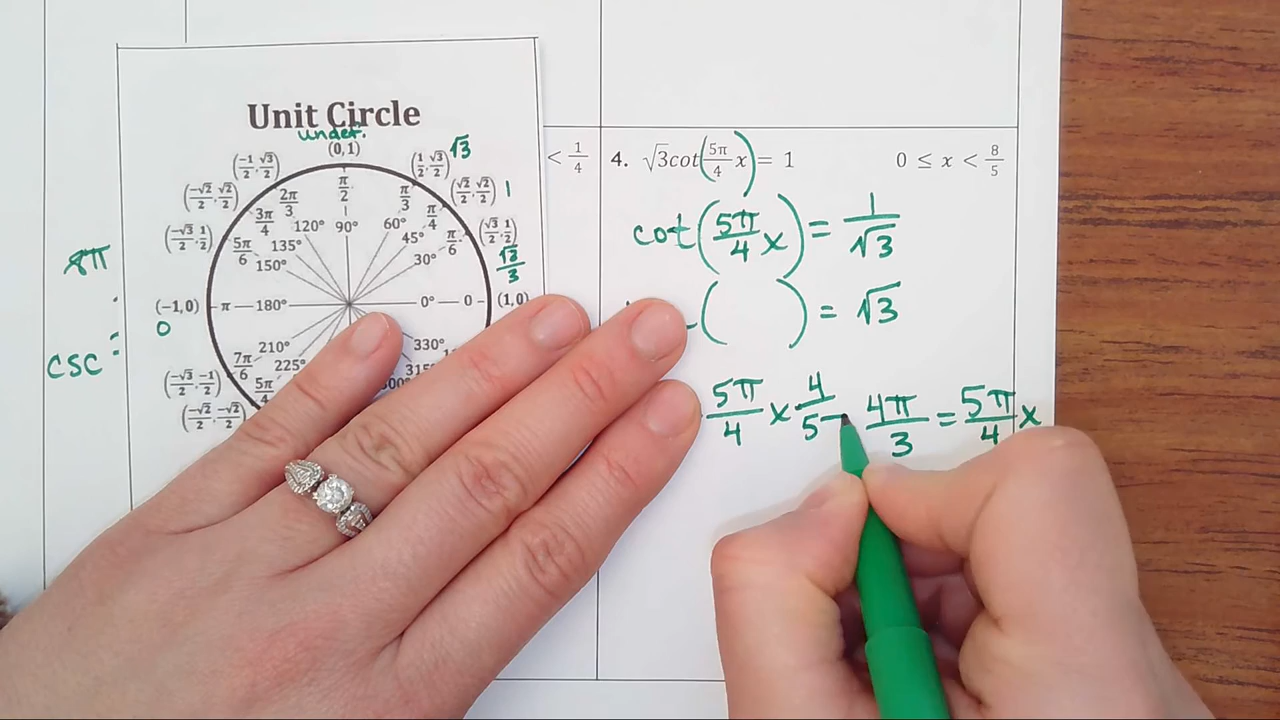 Unit Circle
undef.
(0,1)
(-1/2, √3/2) (1/2, √3/2) √3
(-√2/2, √2/2) 2π/3 π/2 π/3 (√2/2, √2/2) 1
3π/4 120° 90° 60° π/4
(-√3/2, 1/2) 5π/6 135° 45° π/6 (√3/2, 1/2)
150° 30° √3/3
8π
(-1,0) π 180° 0° 0 (1,0)
0
csc :
210° 330°
7π/6 225° 315°
(-√3/2, -1/2) 5π/4
(-√2/2, -√2/2)
< 1/4
4. √3cot(5π/4 x) = 1 0 ≤ x < 8/5
cot(5π/4 x) = 1/√3
( ) = √3
5π/4 x 4/5 4π/3 = 5π/4 x